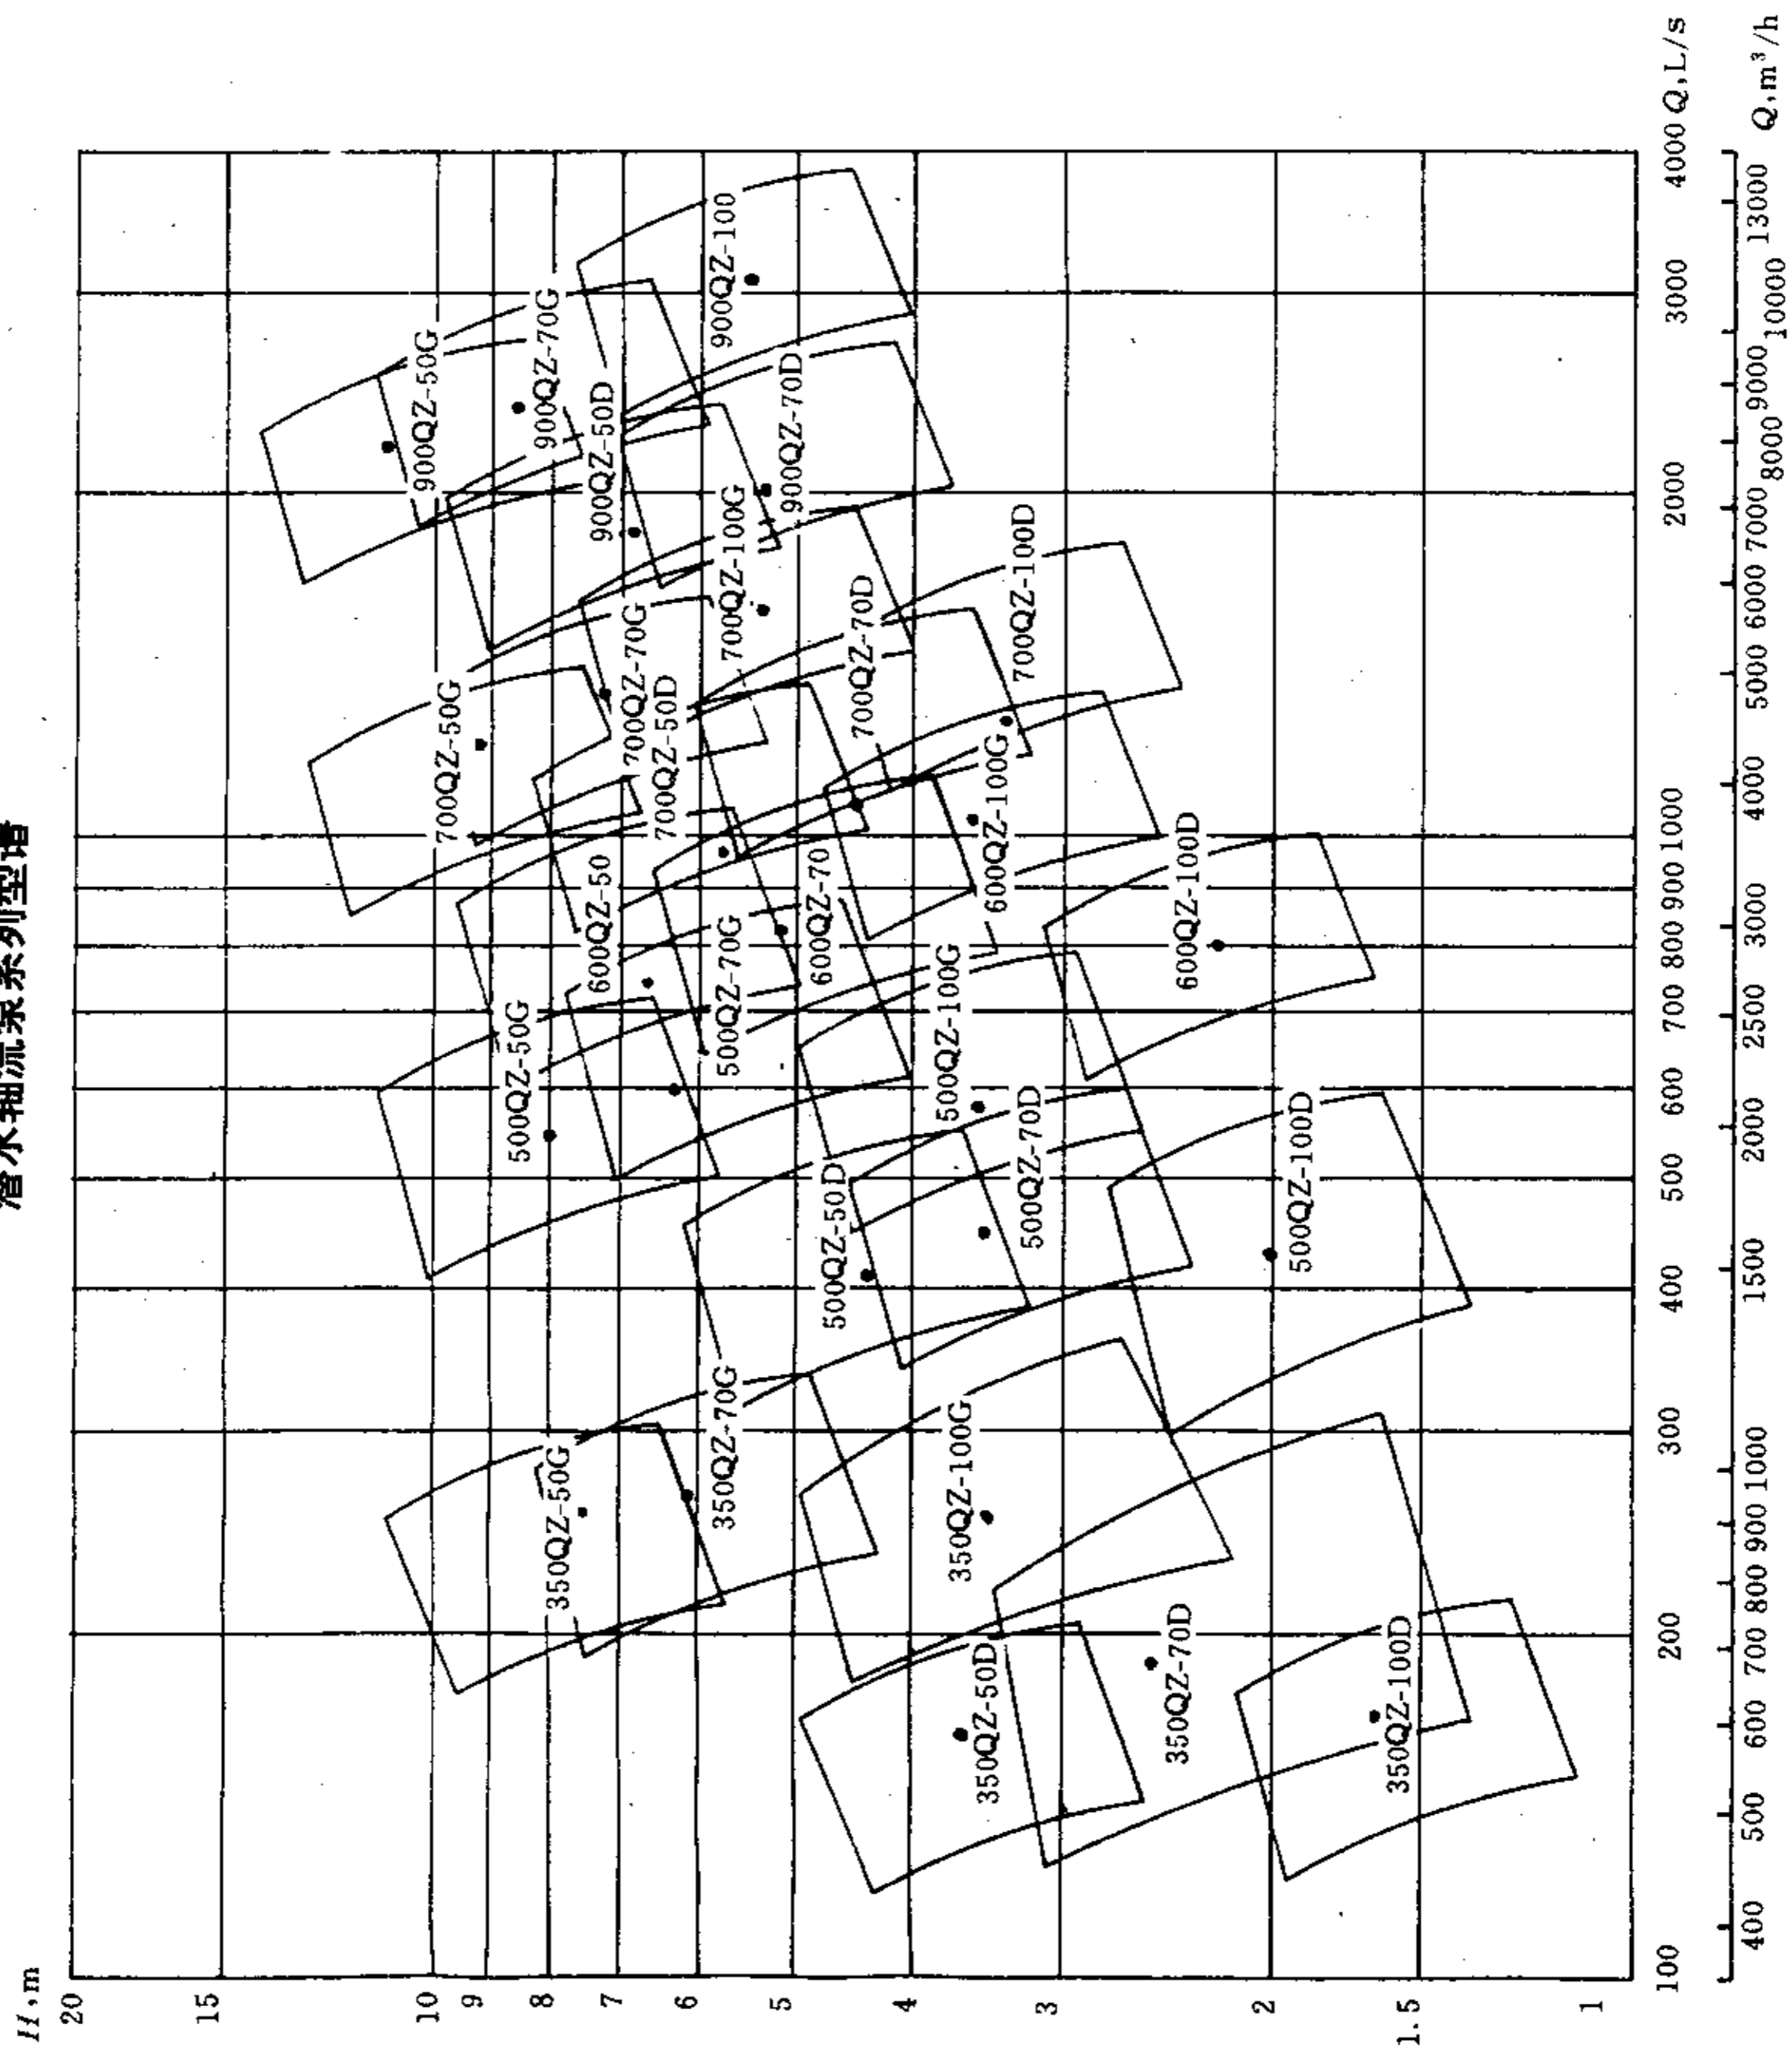 潜水轴流泵系列型谱
H,m
20
15
10
9
8
7
6
5
4
3
2
1.5
1
900QZ-50G
900QZ-70G
900QZ-50D
900QZ-100
900QZ-70D
700QZ-50G
700QZ-70G
700QZ-50D
700QZ-100G
700QZ-70D
700QZ-100D
600QZ-50
600QZ-70
600QZ-100G
600QZ-100D
500QZ-50G
500QZ-70G
500QZ-100G
500QZ-50D
500QZ-70D
500QZ-100D
350QZ-50G
350QZ-70G
350QZ-100G
350QZ-50D
350QZ-70D
350QZ-100D
100 200 300 400 500 600 700 800 900 1000 2000 3000 4000 Q,L/s
400 500 600 700 800 900 1000 1500 2000 2500 3000 4000 5000 6000 7000 8000 9000 10000 13000 Q,m³/h